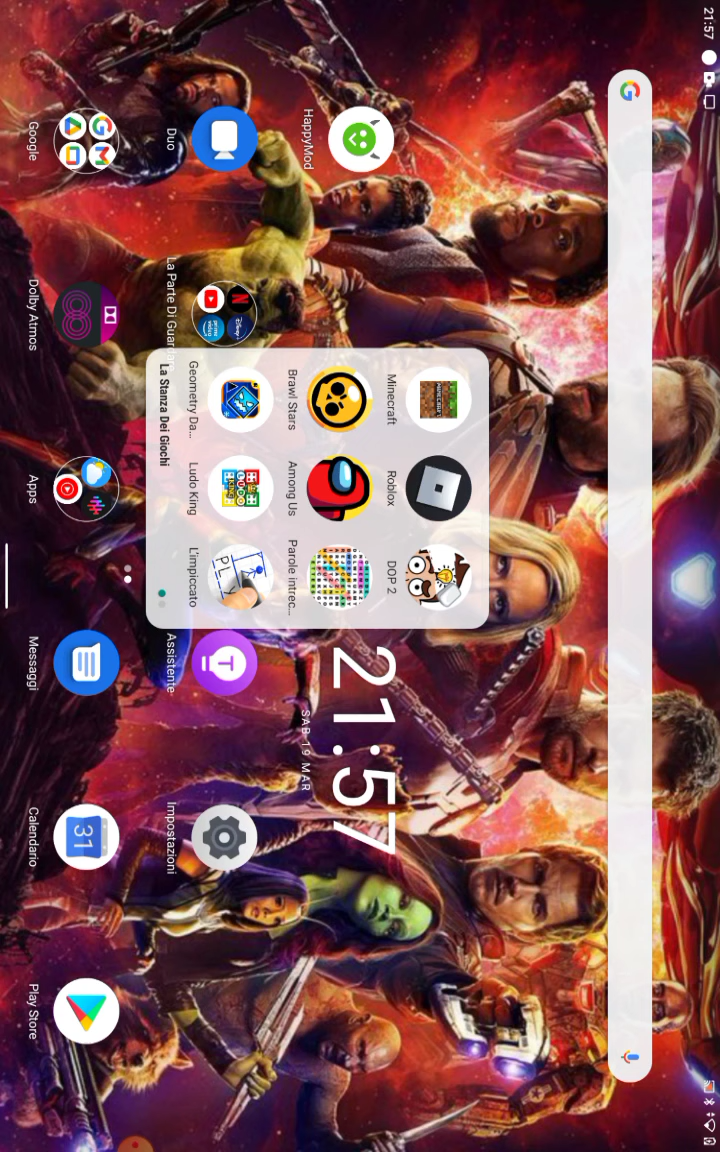 21:57
HappyMod
Duo
Google
La Parte Di Guardar
Dolby Atmos
Minecraft
Roblox
DOP 2
Brawl Stars
Among Us
Parole intrec...
Geometry Da...
Ludo King
L'impiccato
La Stanza Dei Giochi
21:57
SAB 19 MAR
Assistente
Impostazioni
Apps
Messaggi
Calendario
31
Play Store